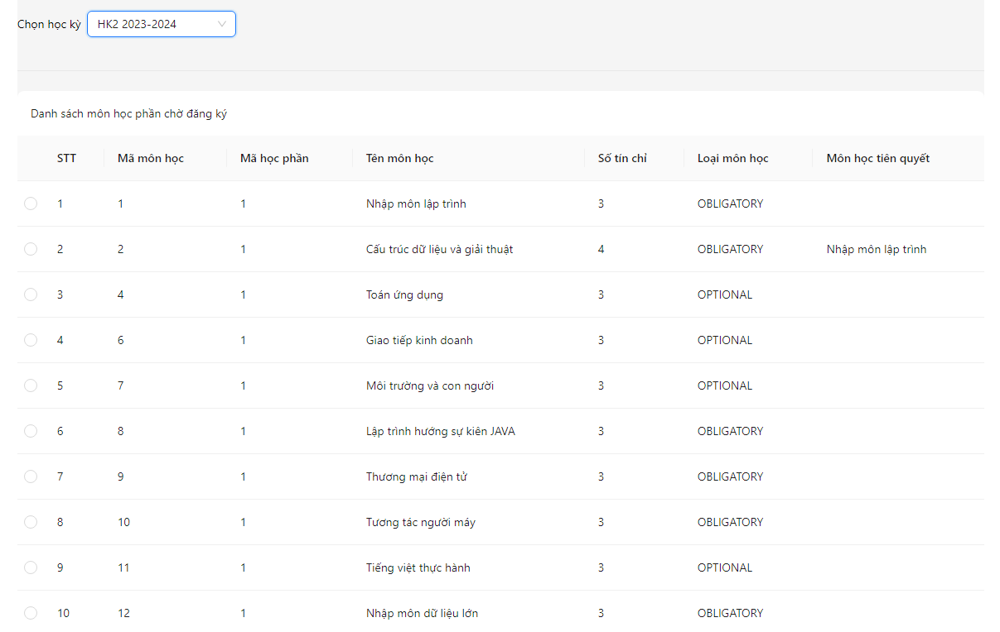 Chọn học kỳ HK2 2023-2024
Danh sách môn học phần chờ đăng ký
STT Mã môn học Mã học phần Tên môn học Số tín chỉ Loại môn học Môn học tiên quyết
1 1 1 Nhập môn lập trình 3 OBLIGATORY
2 2 1 Cấu trúc dữ liệu và giải thuật 4 OBLIGATORY Nhập môn lập trình
3 4 1 Toán ứng dụng 3 OPTIONAL
4 6 1 Giao tiếp kinh doanh 3 OPTIONAL
5 7 1 Môi trường và con người 3 OPTIONAL
6 8 1 Lập trình hướng sự kiên JAVA 3 OBLIGATORY
7 9 1 Thương mại điện tử 3 OBLIGATORY
8 10 1 Tương tác người máy 3 OBLIGATORY
9 11 1 Tiếng việt thực hành 3 OPTIONAL
10 12 1 Nhập môn dữ liệu lớn 3 OBLIGATORY